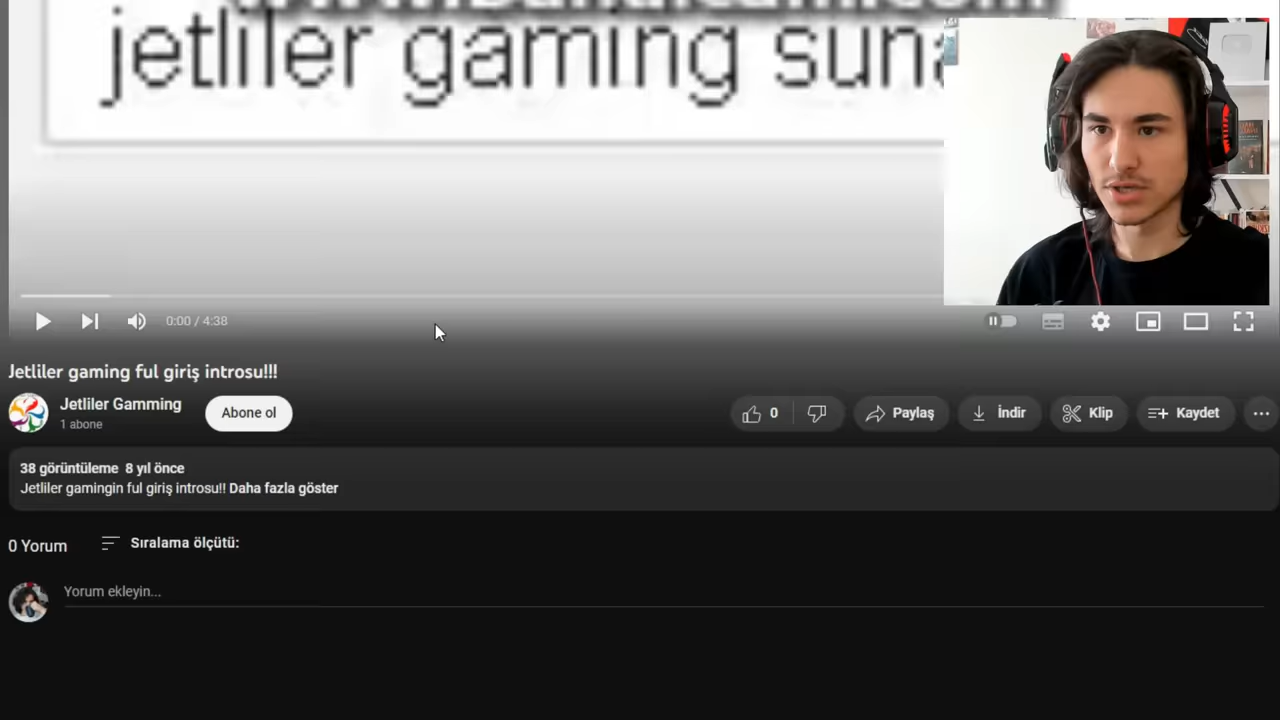 jetliler gaming
0:00 / 4:38
Jetliler gaming ful giriş introsu!!!
Jetliler Gamming
1 abone
Abone ol
0
Paylaş
İndir
Klip
Kaydet
38 görüntüleme 8 yıl önce
Jetliler gamingin ful giriş introsu!! Daha fazla göster
0 Yorum
Sıralama ölçütü:
Yorum ekleyin...